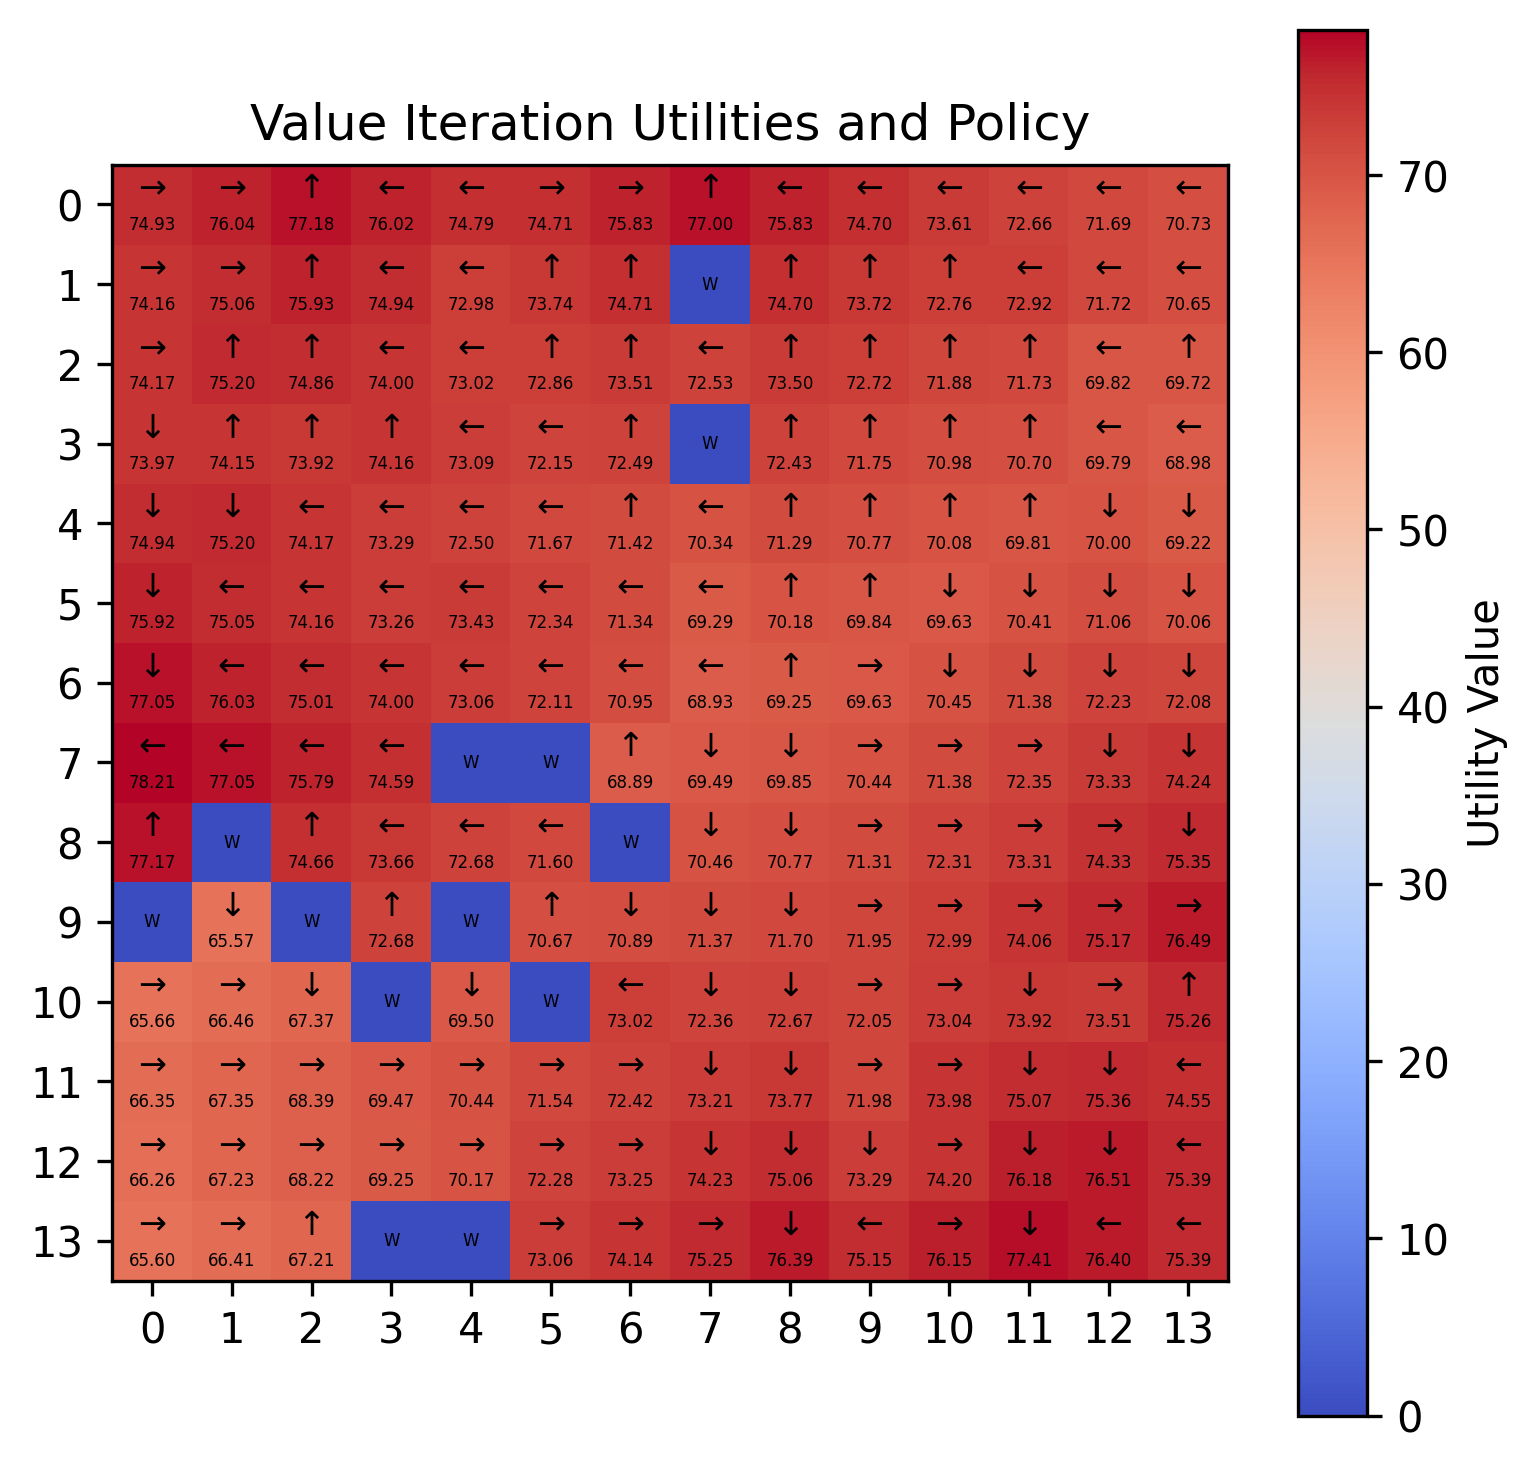 Value Iteration Utilities and Policy
0 → → ↑ ← ← → → ↑ ← ← ← ← ← ←
74.93 76.04 77.18 76.02 74.79 74.71 75.83 77.00 75.83 74.70 73.61 72.66 71.69 70.73
1 → → ↑ ← ← ↑ ↑ W ↑ ↑ ↑ ← ← ←
74.16 75.06 75.93 74.94 72.98 73.74 74.71 74.70 73.72 72.76 72.92 71.72 70.65
2 → ↑ ↑ ← ← ↑ ↑ ← ↑ ↑ ↑ ↑ ← ↑
74.17 75.20 74.86 74.00 73.02 72.86 73.51 72.53 73.50 72.72 71.88 71.73 69.82 69.72
3 ↓ ↑ ↑ ↑ ← ← ↑ W ↑ ↑ ↑ ↑ ← ←
73.97 74.15 73.92 74.16 73.09 72.15 72.49 72.43 71.75 70.98 70.70 69.79 68.98
4 ↓ ↓ ← ← ← ← ↑ ← ↑ ↑ ↑ ↑ ↓ ↓
74.94 75.20 74.17 73.29 72.50 71.67 71.42 70.34 71.29 70.77 70.08 69.81 70.00 69.22
5 ↓ ← ← ← ← ← ← ← ↑ ↑ ↓ ↓ ↓ ↓
75.92 75.05 74.16 73.26 73.43 72.34 71.34 69.29 70.18 69.84 69.63 70.41 71.06 70.06
6 ↓ ← ← ← ← ← ← ← ↑ → ↓ ↓ ↓ ↓
77.05 76.03 75.01 74.00 73.06 72.11 70.95 68.93 69.25 69.63 70.45 71.38 72.23 72.08
7 ← ← ← ← W W ↑ ↓ ↓ → → → ↓ ↓
78.21 77.05 75.79 74.59 68.89 69.49 69.85 70.44 71.38 72.35 73.33 74.24
8 ↑ W ↑ ← ← ← W ↓ ↓ → → → → ↓
77.17 74.66 73.66 72.68 71.60 70.46 70.77 71.31 72.31 73.31 74.33 75.35
9 W ↓ W ↑ W ↑ ↓ ↓ ↓ → → → → →
65.57 72.68 70.67 70.89 71.37 71.70 71.95 72.99 74.06 75.17 76.49
10 → → ↓ W ↓ W ← ↓ ↓ → → ↓ → ↑
65.66 66.46 67.37 69.50 73.02 72.36 72.67 72.05 73.04 73.92 73.51 75.26
11 → → → → → → → ↓ ↓ → → ↓ ↓ ←
66.35 67.35 68.39 69.47 70.44 71.54 72.42 73.21 73.77 71.98 73.98 75.07 75.36 74.55
12 → → → → → → → ↓ ↓ ↓ → ↓ ↓ ←
66.26 67.23 68.22 69.25 70.17 72.28 73.25 74.23 75.06 73.29 74.20 76.18 76.51 75.39
13 → → ↑ W W → → → ↓ ← → ↓ ← ←
65.60 66.41 67.21 73.06 74.14 75.25 76.39 75.15 76.15 77.41 76.40 75.39
0 1 2 3 4 5 6 7 8 9 10 11 12 13
70
60
50
40
30
20
10
0
Utility Value